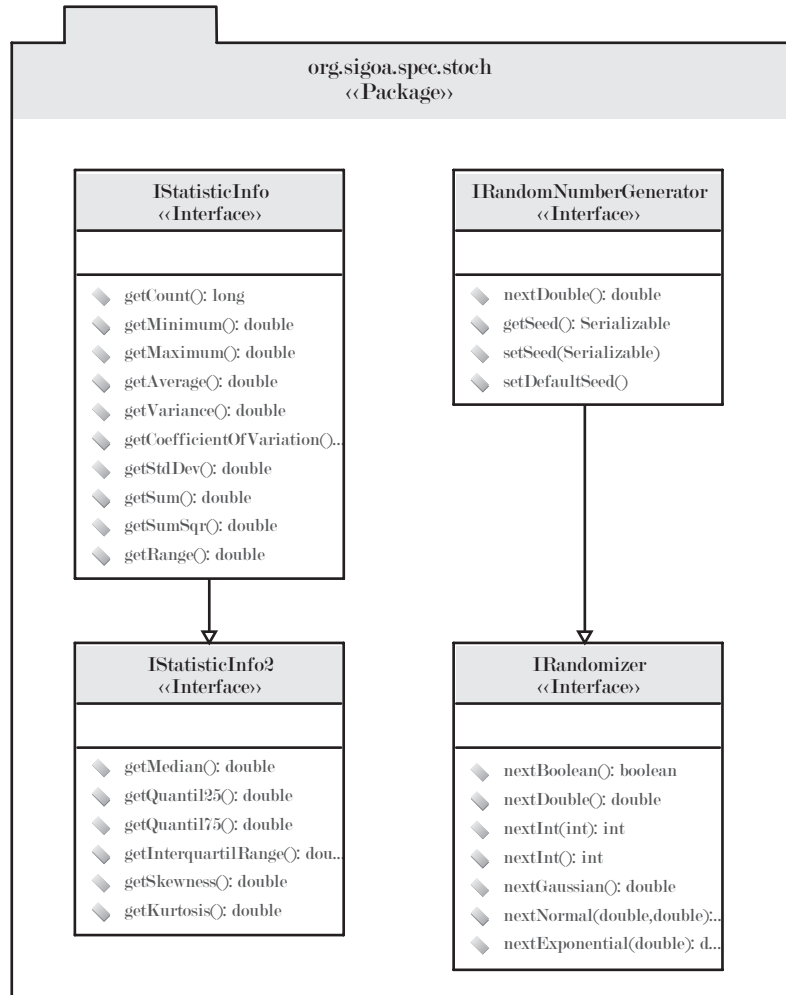 org.sigoa.spec.stoch
‹‹Package››
IStatisticInfo
‹‹Interface››
getCount(): long
getMinimum(): double
getMaximum(): double
getAverage(): double
getVariance(): double
getCoefficientOfVariation()...
getStdDev(): double
getSum(): double
getSumSqr(): double
getRange(): double
IRandomNumberGenerator
‹‹Interface››
nextDouble(): double
getSeed(): Serializable
setSeed(Serializable)
setDefaultSeed()
IStatisticInfo2
‹‹Interface››
getMedian(): double
getQuantil25(): double
getQuantil75(): double
getInterquartilRange(): dou...
getSkewness(): double
getKurtosis(): double
IRandomizer
‹‹Interface››
nextBoolean(): boolean
nextDouble(): double
nextInt(int): int
nextInt(): int
nextGaussian(): double
nextNormal(double,double):...
nextExponential(double): d...